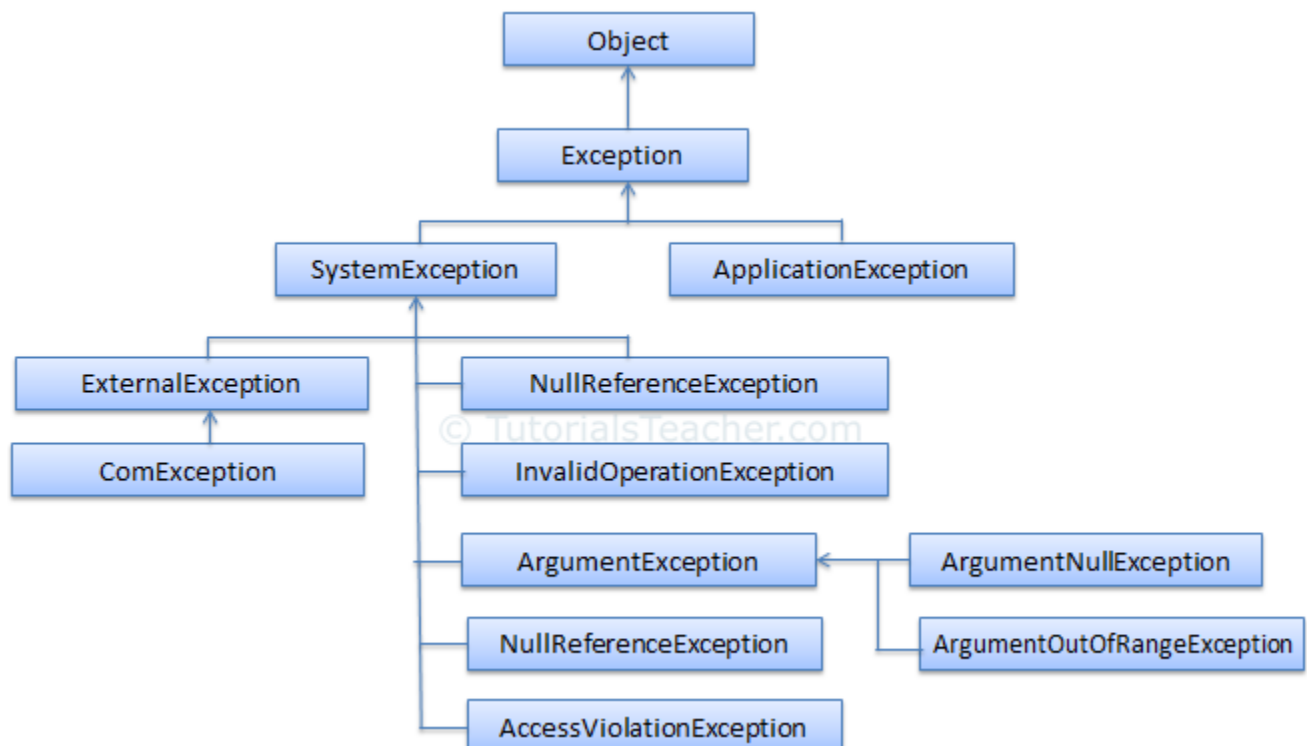 Object
Exception
SystemException
ApplicationException
ExternalException
NullReferenceException
© TutorialsTeacher.com
ComException
InvalidOperationException
ArgumentException
ArgumentNullException
NullReferenceException
ArgumentOutOfRangeException
AccessViolationException